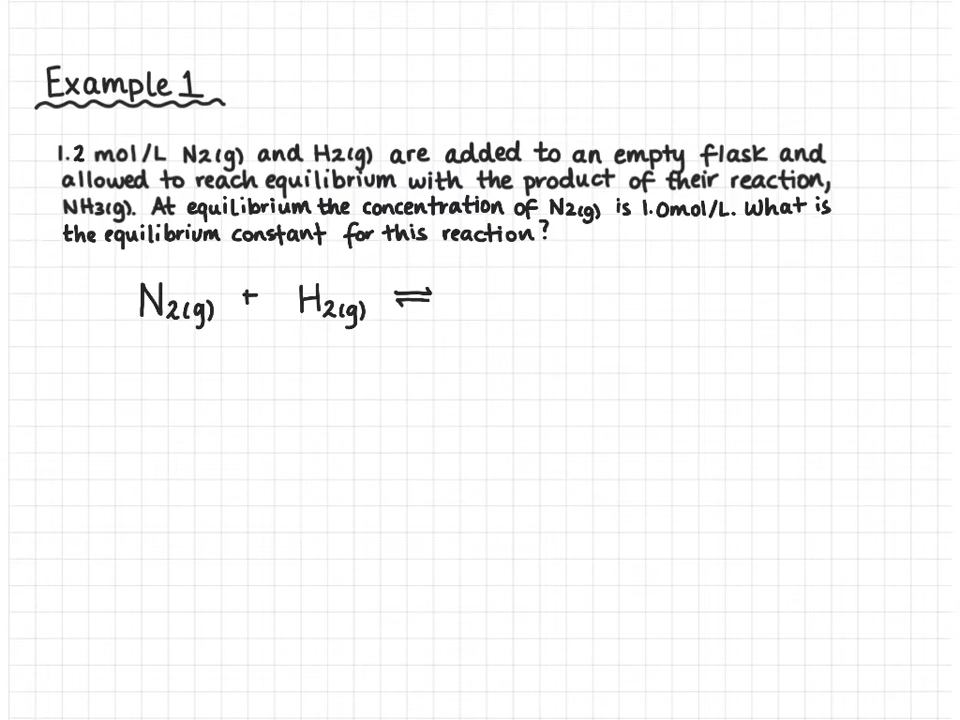 Example 1
1.2 mol/L N2(g) and H2(g) are added to an empty flask and
allowed to reach equilibrium with the product of their reaction,
NH3(g). At equilibrium the concentration of N2(g) is 1.0mol/L. What is
the equilibrium constant for this reaction?
N2(g) + H2(g) ⇌